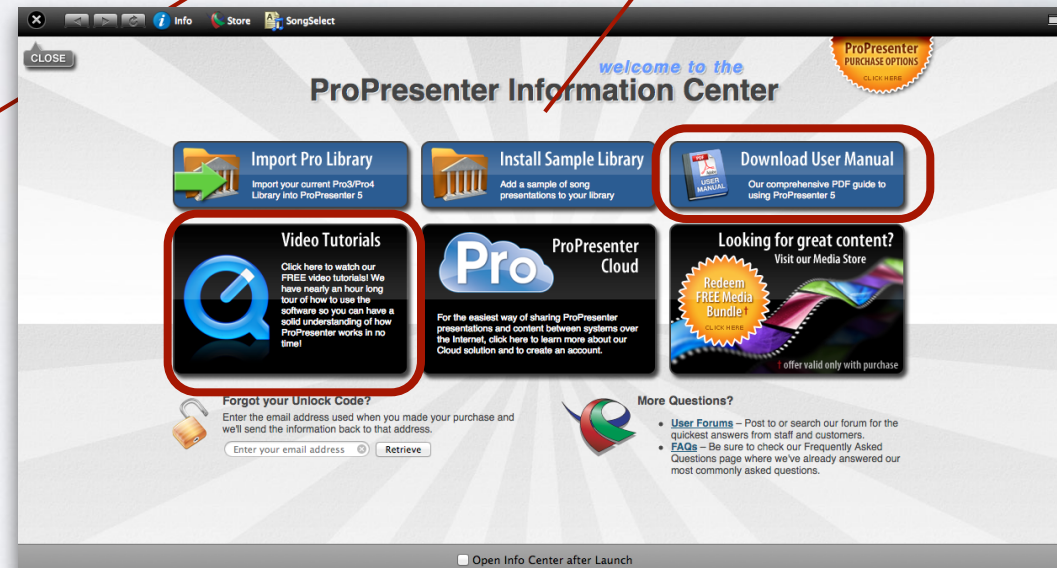 Info Store SongSelect
CLOSE
ProPresenter
PURCHASE OPTIONS
CLICK HERE
welcome to the
ProPresenter Information Center
Import Pro Library
Import your current Pro3/Pro4
Library into ProPresenter 5
Install Sample Library
Add a sample of song
presentations to your library
PDF
USER
MANUAL
Download User Manual
Our comprehensive PDF guide to
using ProPresenter 5
Video Tutorials
Click here to watch our
FREE video tutorials! We
have nearly an hour long
tour of how to use the
software so you can have a
solid understanding of how
ProPresenter works in no
time!
Pro
ProPresenter
Cloud
For the easiest way of sharing ProPresenter
presentations and content between systems over
the Internet, click here to learn more about our
Cloud solution and to create an account.
Looking for great content?
Visit our Media Store
Redeem
FREE Media
Bundle†
CLICK HERE
† offer valid only with purchase
Forgot your Unlock Code?
Enter the email address used when you made your purchase and
we'll send the information back to that address.
Enter your email address Retrieve
More Questions?
• User Forums – Post to or search our forum for the
quickest answers from staff and customers.
• FAQs – Be sure to check our Frequently Asked
Questions page where we've already answered our
most commonly asked questions.
Open Info Center after Launch